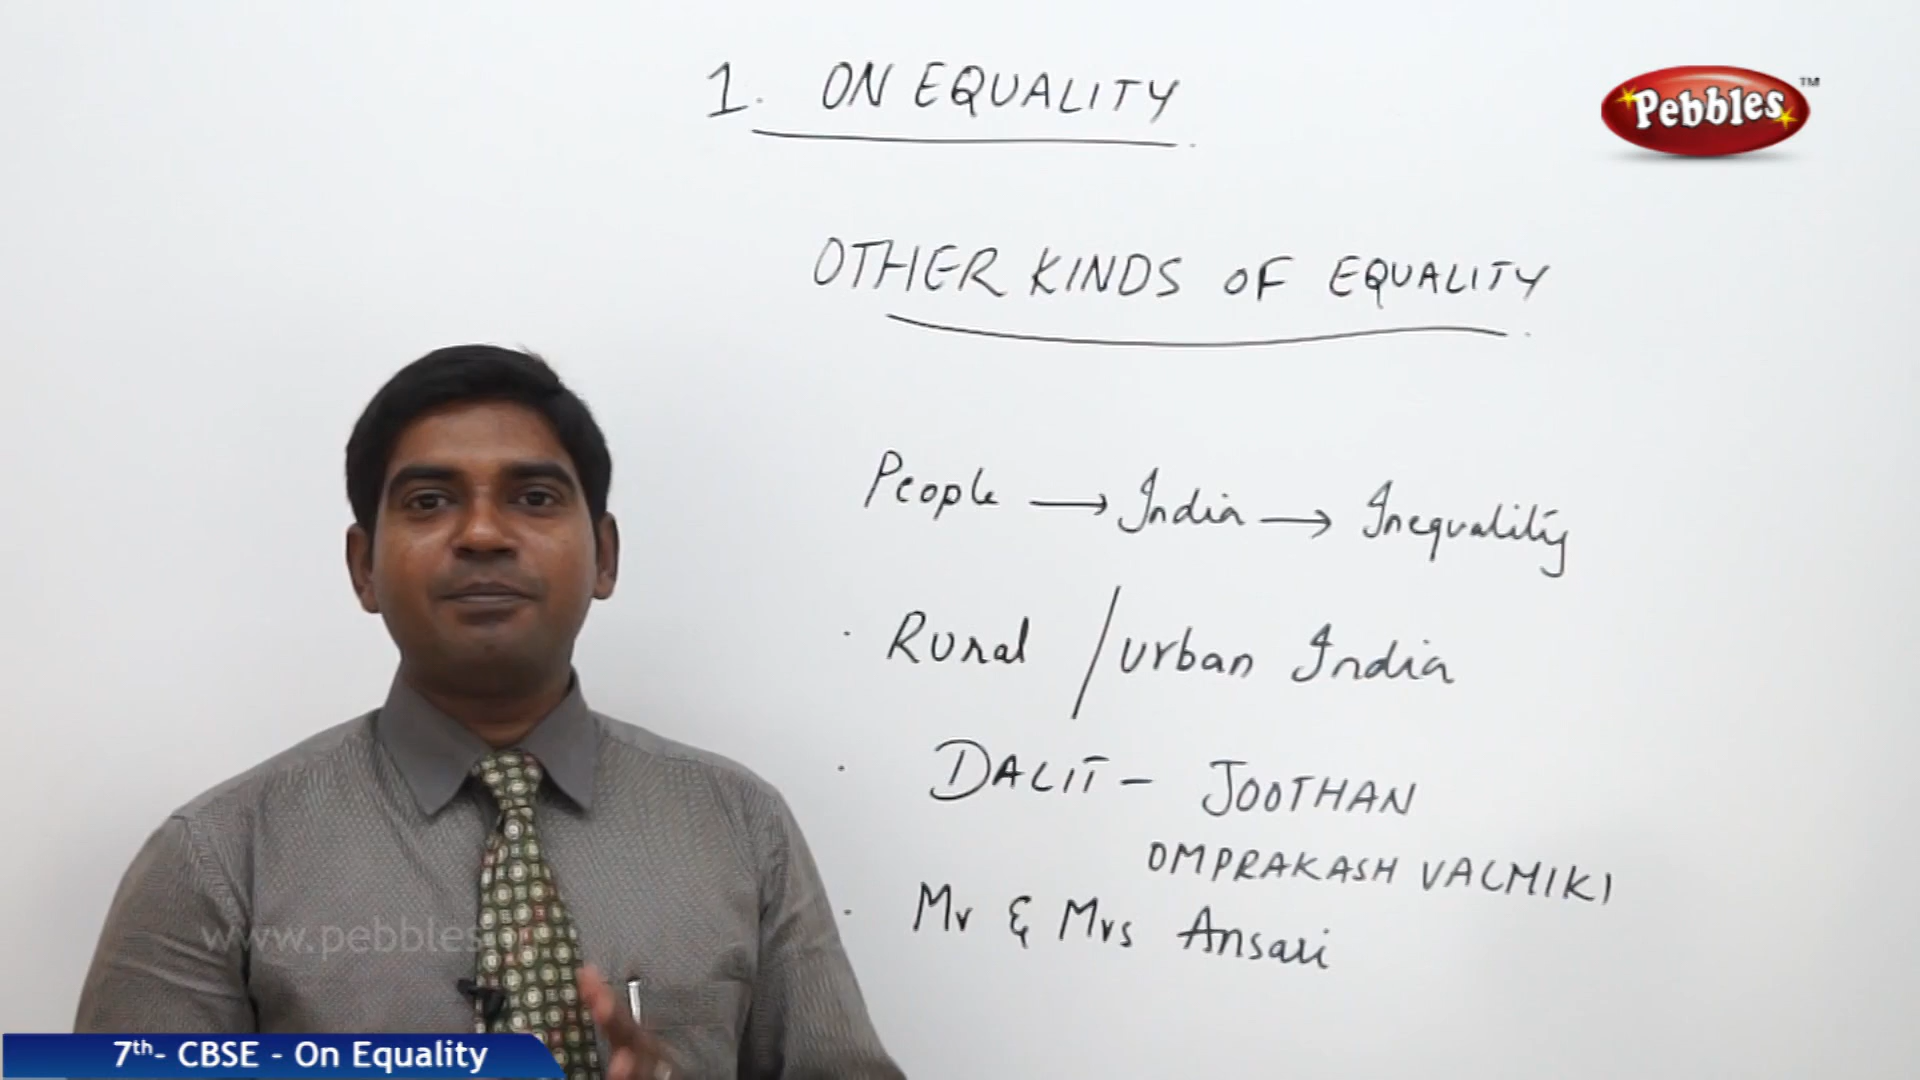 1. ON EQUALITY
Pebbles™
OTHER KINDS OF EQUALITY
People → India → Inequality
· Rural / urban India
· DALIT - JOOTHAN
OMPRAKASH VALMIKI
· Mr & Mrs Ansari
www.pebbles
7th- CBSE - On Equality